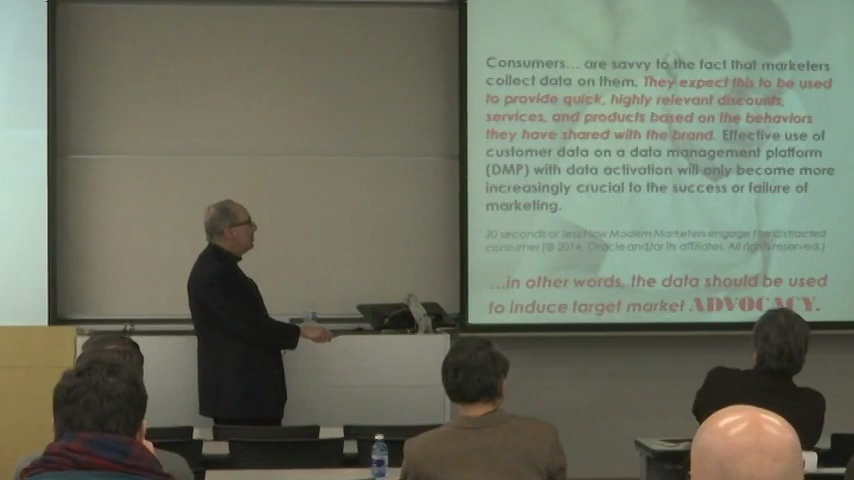 Consumers... are savvy to the fact that marketers
collect data on them. They expect this to be used
to provide quick, highly relevant discounts,
services, and products based on the behaviors
they have shared with the brand. Effective use of
customer data on a data management platform
(DMP) with data activation will only become more
increasingly crucial to the success or failure of
marketing.
30 seconds or less: How Modern Marketers engage the distracted
consumer (© 2014, Oracle and/or its affiliates. All rights reserved.)
...in other words, the data should be used
to induce target market ADVOCACY.